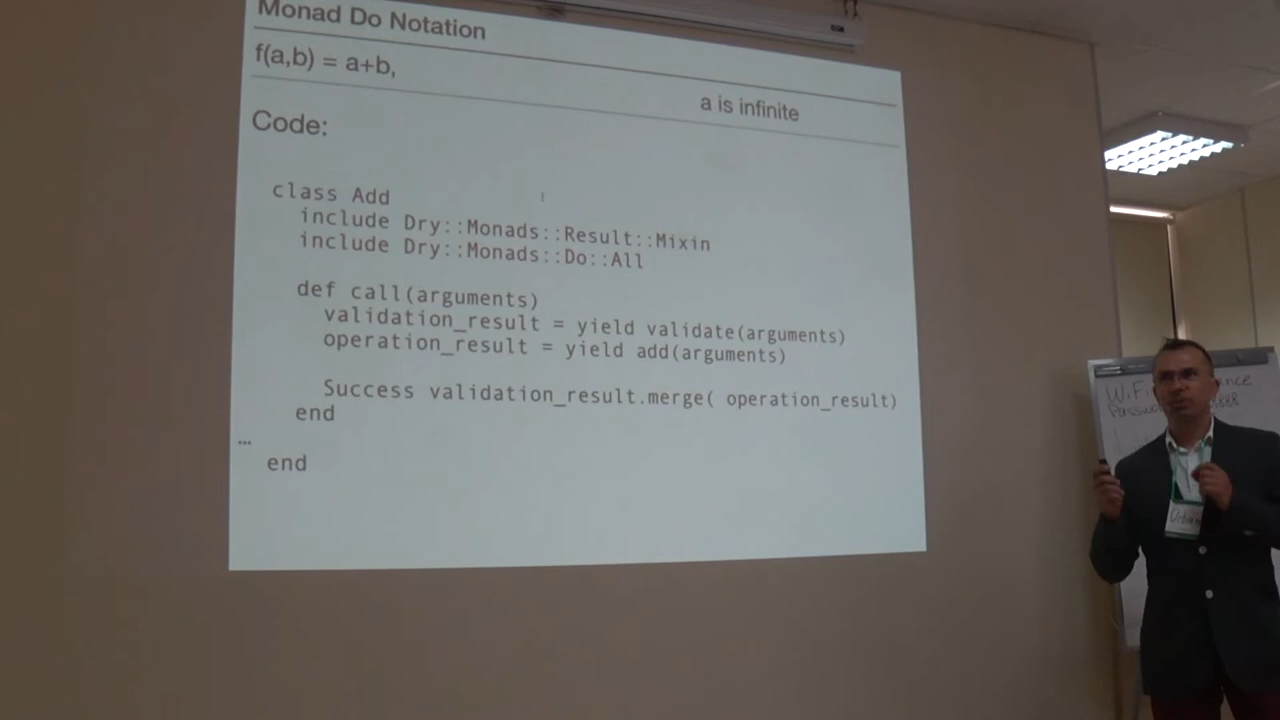 Monad Do Notation
f(a,b) = a+b,
a is infinite
Code:
class Add
include Dry::Monads::Result::Mixin
include Dry::Monads::Do::All
def call(arguments)
validation_result = yield validate(arguments)
operation_result = yield add(arguments)
Success validation_result.merge( operation_result)
end
...
end